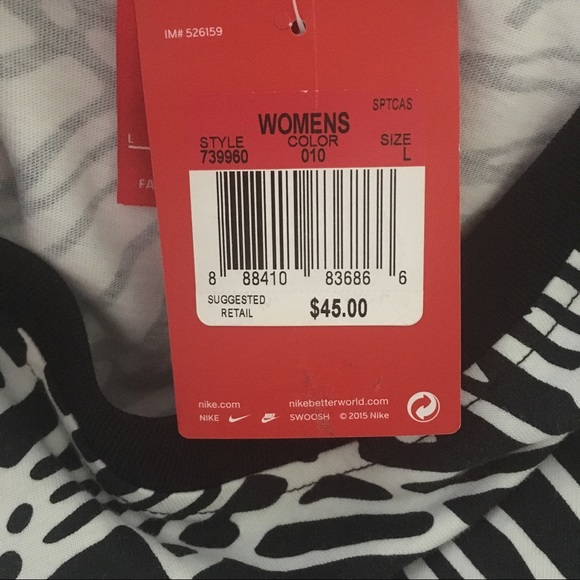 IM# 526159
SPTCAS
WOMENS
STYLE COLOR SIZE
739960 010 L
8 88410 83686 6
SUGGESTED
RETAIL $45.00
nike.com nikebetterworld.com
NIKE SWOOSH © 2015 Nike
L
FA